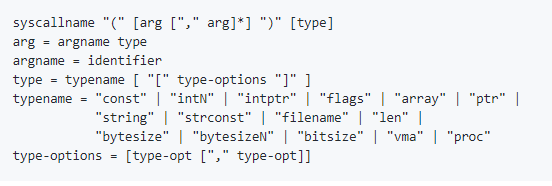 syscallname "(" [arg ["," arg]*] ")" [type]
arg = argname type
argname = identifier
type = typename [ "[" type-options "]" ]
typename = "const" | "intN" | "intptr" | "flags" | "array" | "ptr" |
"string" | "strconst" | "filename" | "len" |
"bytesize" | "bytesizeN" | "bitsize" | "vma" | "proc"
type-options = [type-opt ["," type-opt]]